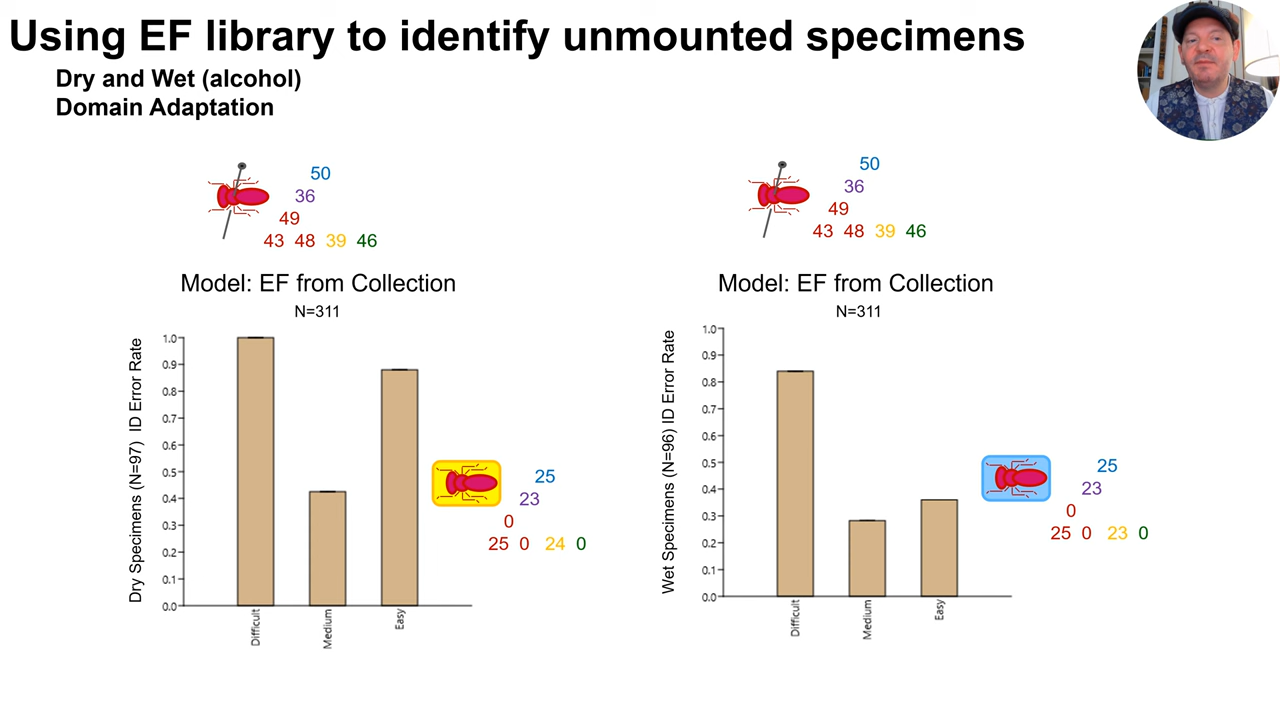 Using EF library to identify unmounted specimens
Dry and Wet (alcohol)
Domain Adaptation
50
36
49
43 48 39 46
Model: EF from Collection
N=311
Dry Specimens (N=97) ID Error Rate
1.0
0.9
0.8
0.7
0.6
0.5
0.4
0.3
0.2
0.1
0.0
Difficult
Medium
Easy
25
23
0
25 0 24 0
50
36
49
43 48 39 46
Model: EF from Collection
N=311
Wet Specimens (N=96) ID Error Rate
1.0
0.9
0.8
0.7
0.6
0.5
0.4
0.3
0.2
0.1
0.0
Difficult
Medium
Easy
25
23
0
25 0 23 0